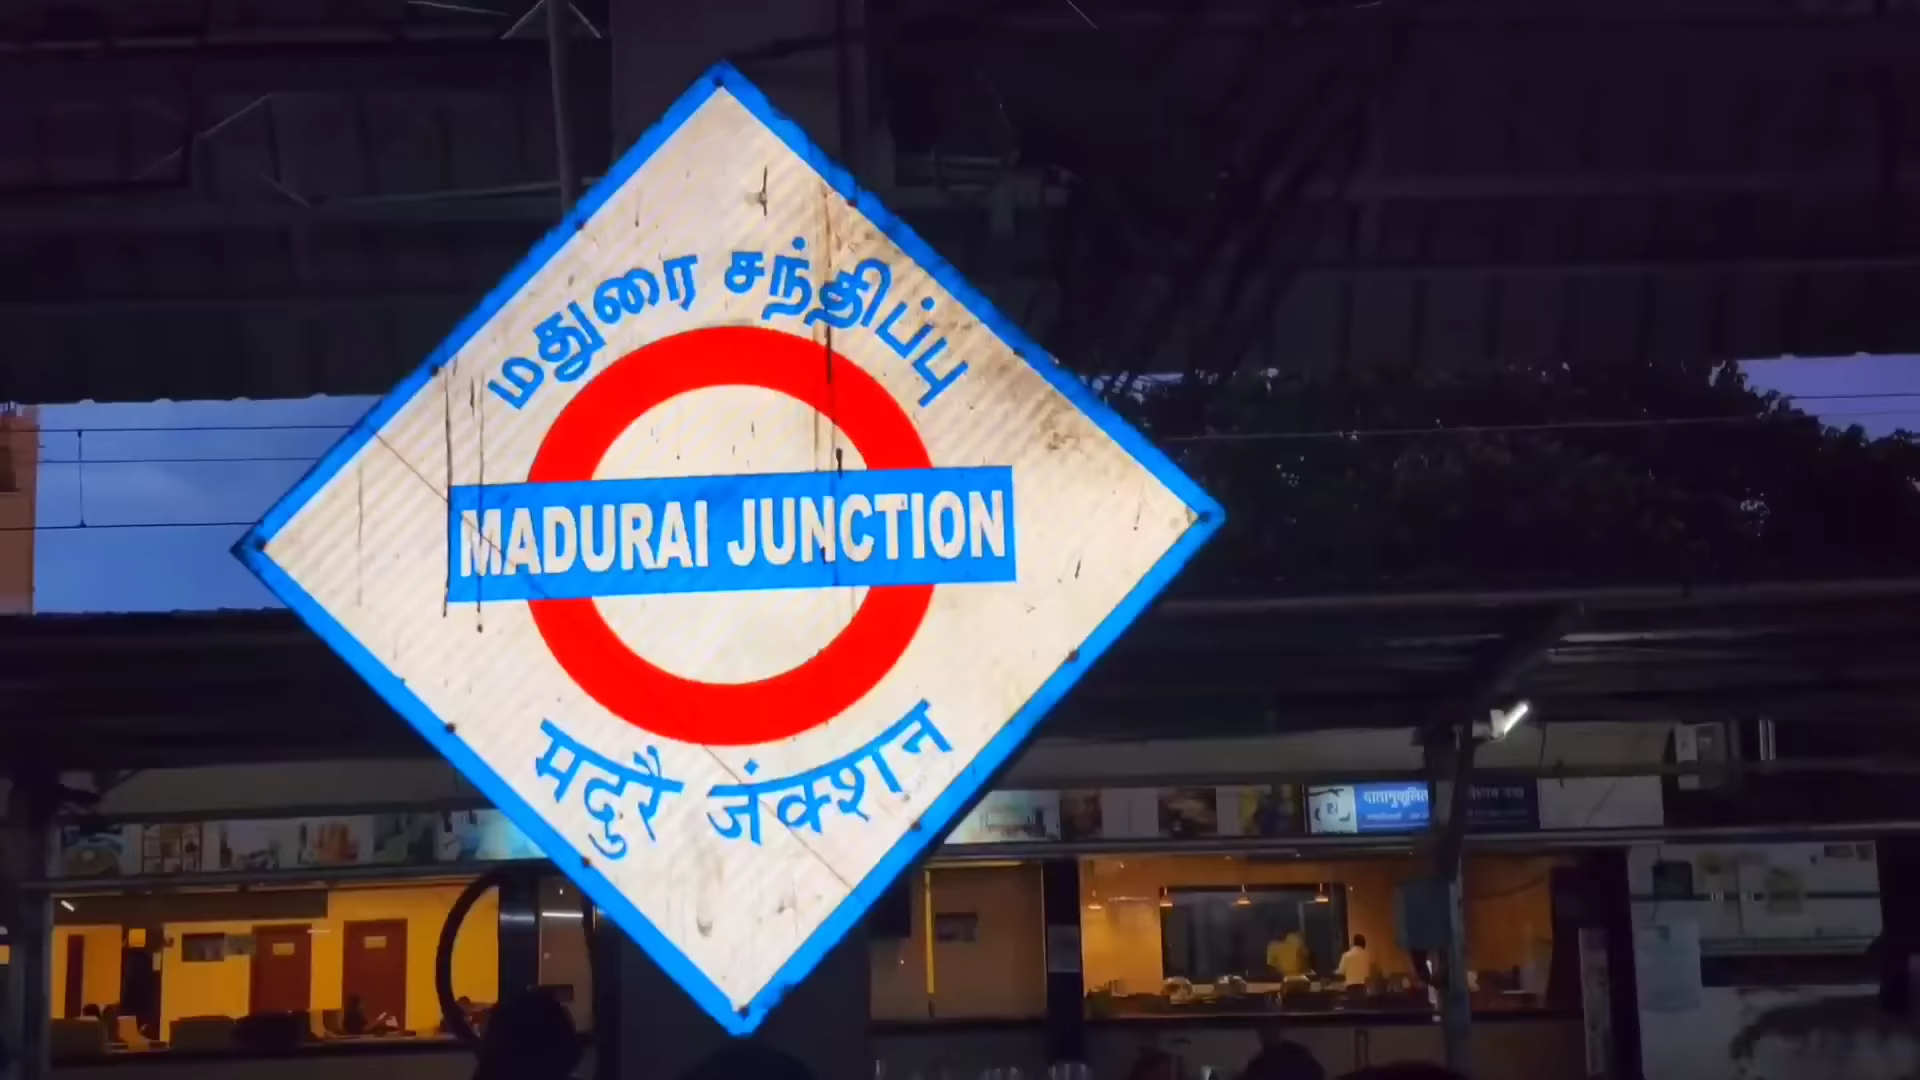 மதுரை சந்திப்பு
MADURAI JUNCTION
मदुरै जंक्शन
वातानुकूलित